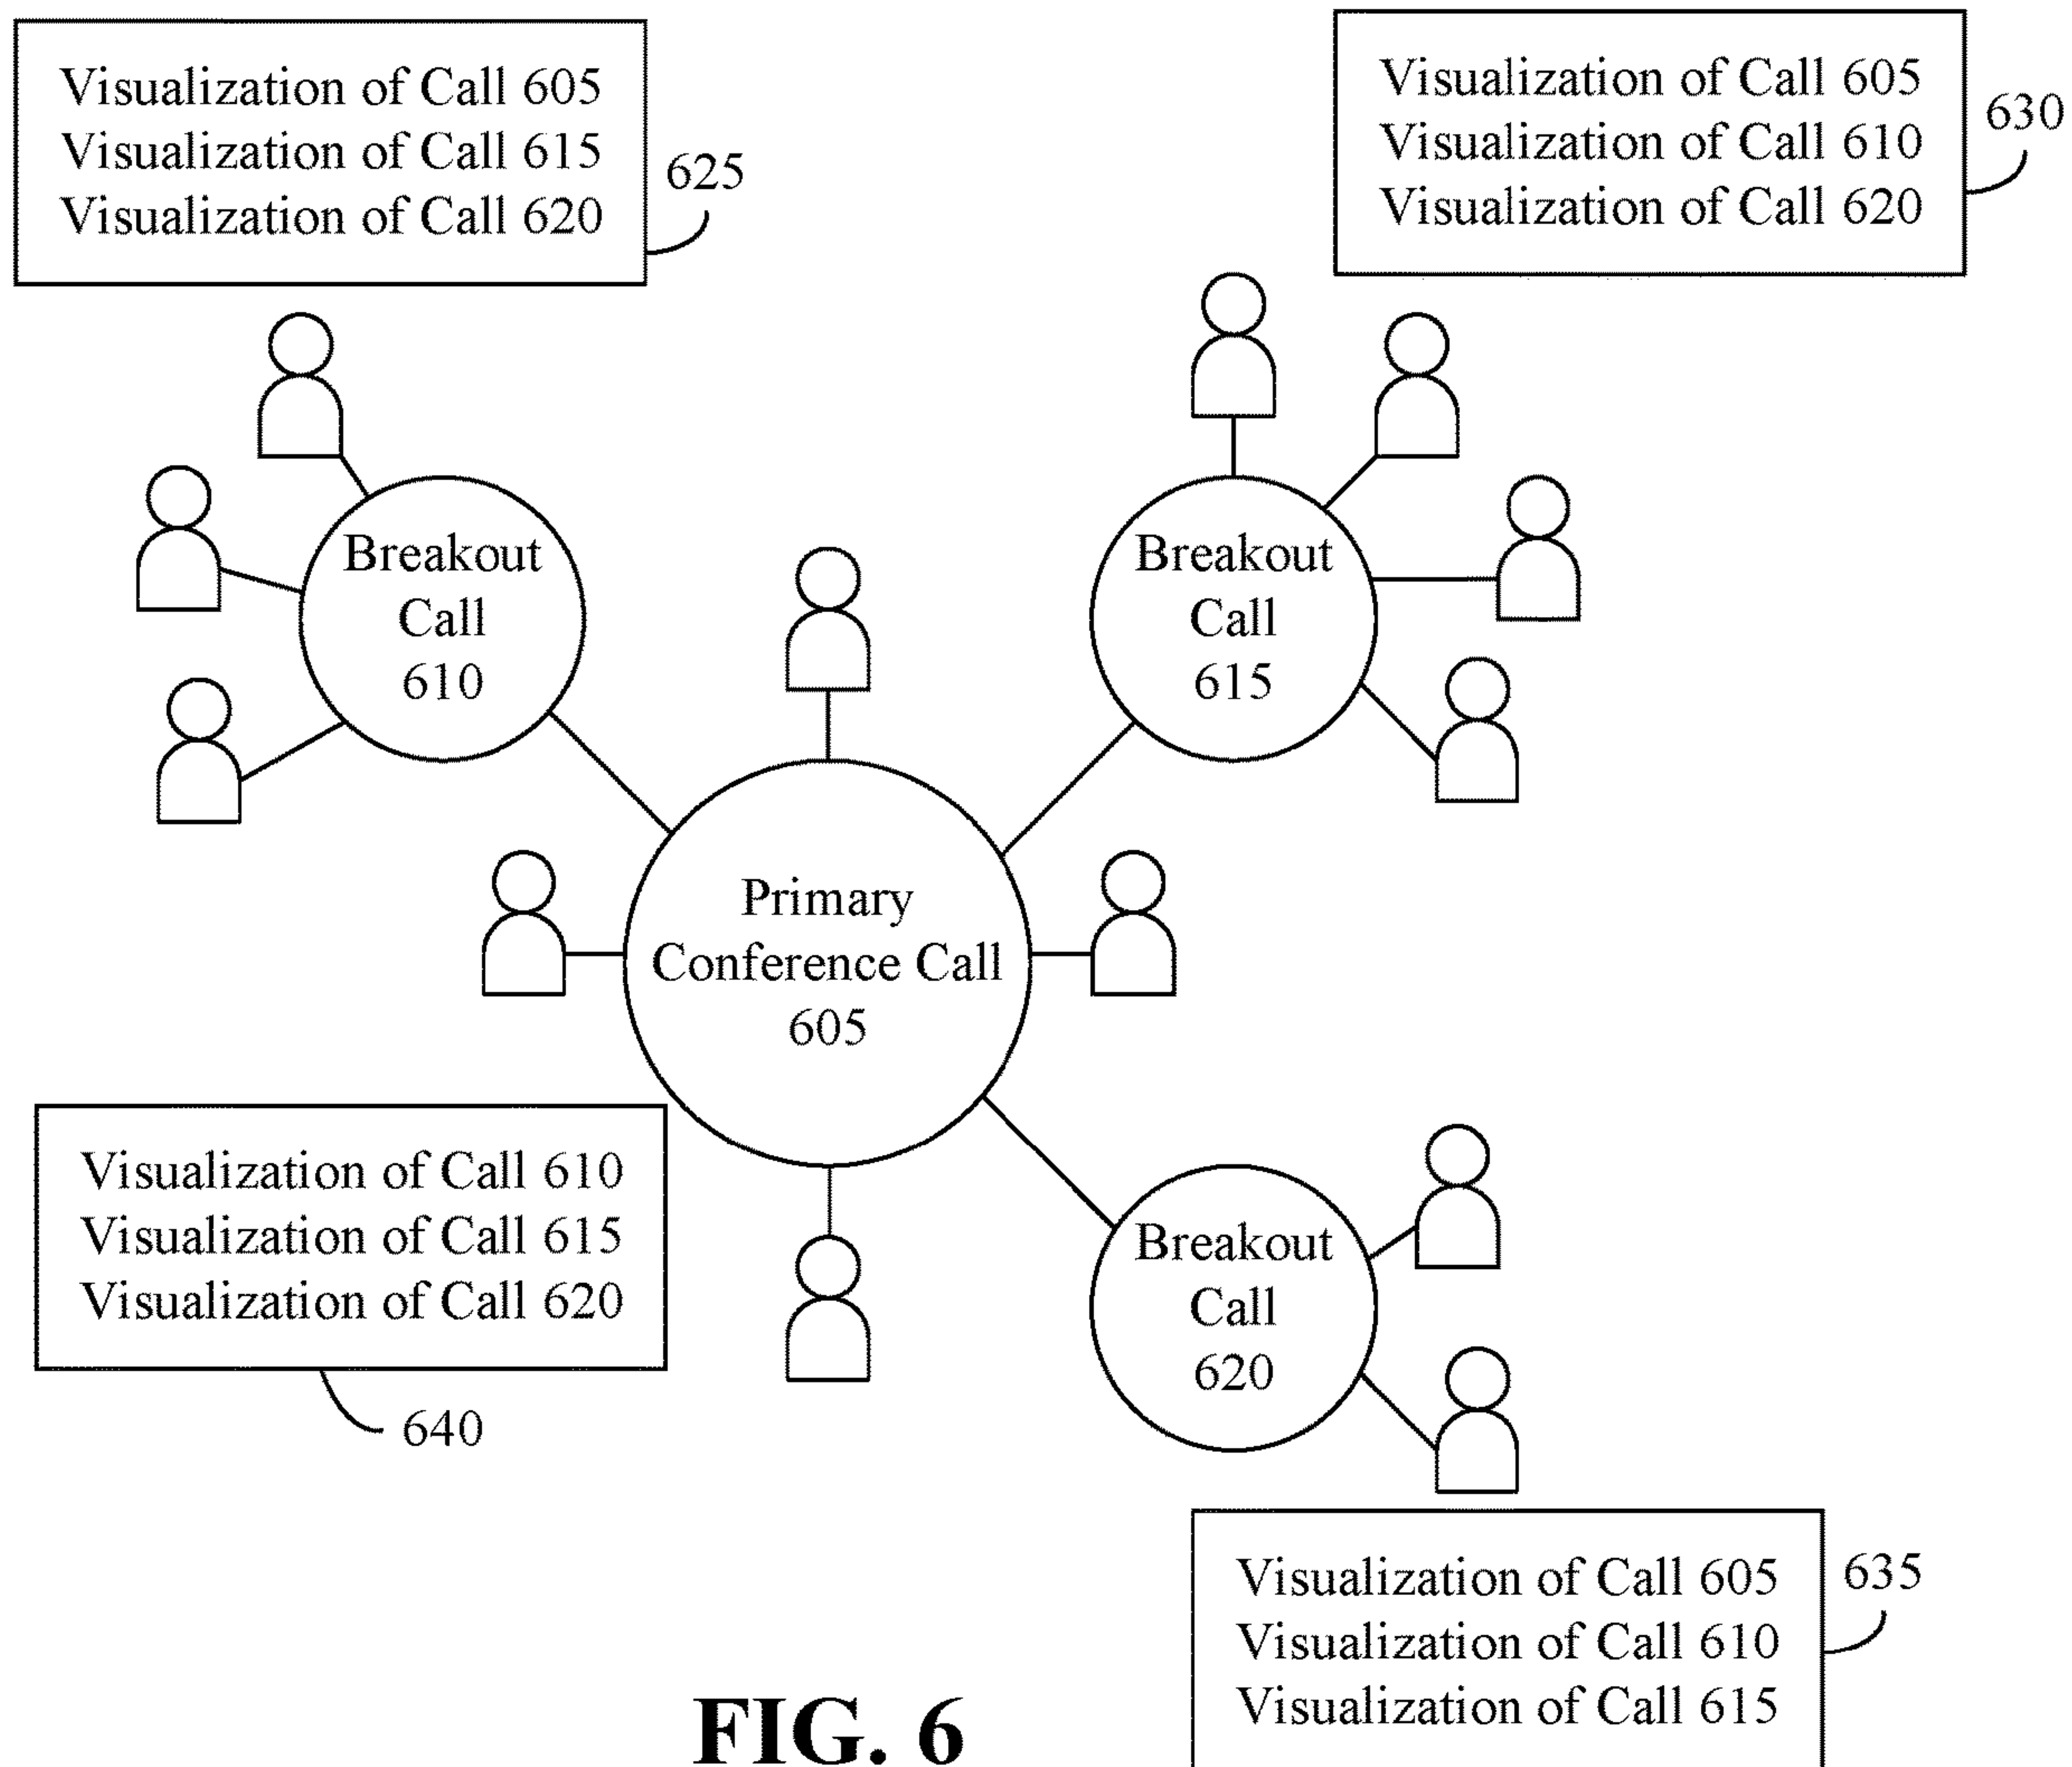 Visualization of Call 605
Visualization of Call 615
Visualization of Call 620
625
Visualization of Call 605
Visualization of Call 610
Visualization of Call 620
630
Breakout
Call
610
Breakout
Call
615
Primary
Conference Call
605
Visualization of Call 610
Visualization of Call 615
Visualization of Call 620
640
Breakout
Call
620
Visualization of Call 605
Visualization of Call 610
Visualization of Call 615
635
FIG. 6